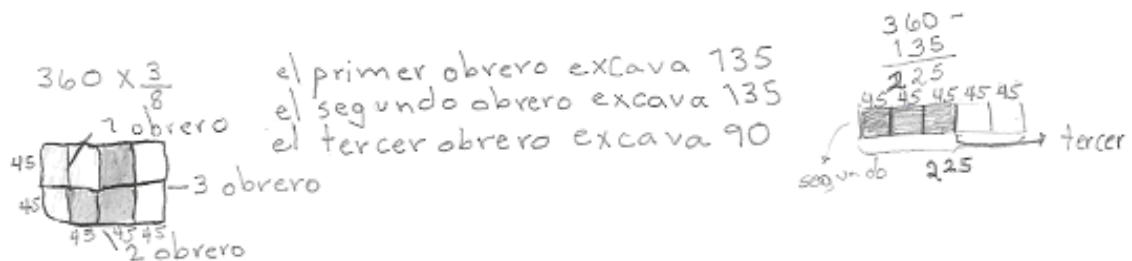 360 × 3/8
el primer obrero excava 135
el segundo obrero excava 135
el tercer obrero excava 90
1 obrero
45
45
3 obrero
45 45 45
2 obrero
360 -
135
225
45 45 45 45 45
segundo
225
tercer